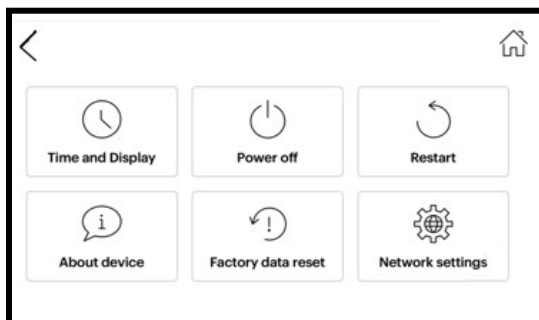 Time and Display
Power off
Restart
About device
Factory data reset
Network settings